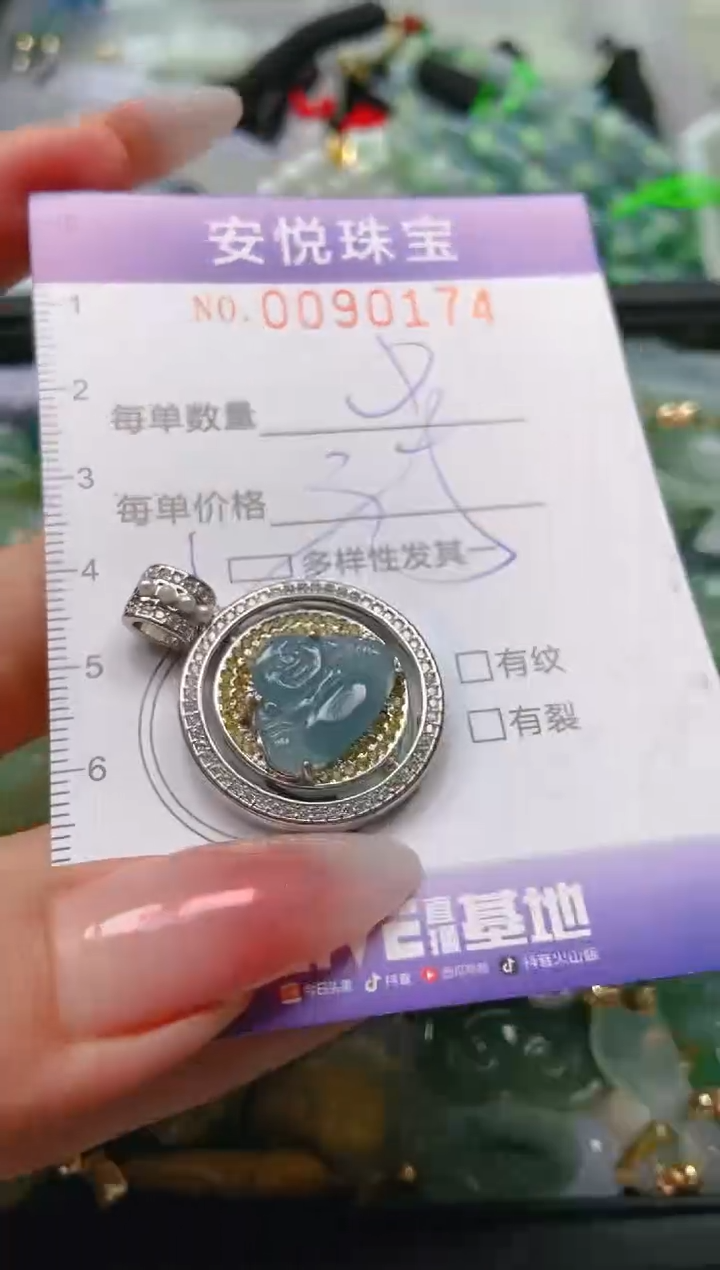 安悦珠宝
NO.0090174
1
2
每单数量
3
每单价格
4
多样性发其一
5
有纹
有裂
6
基地
今日头条 抖音 西瓜视频 抖音火山版